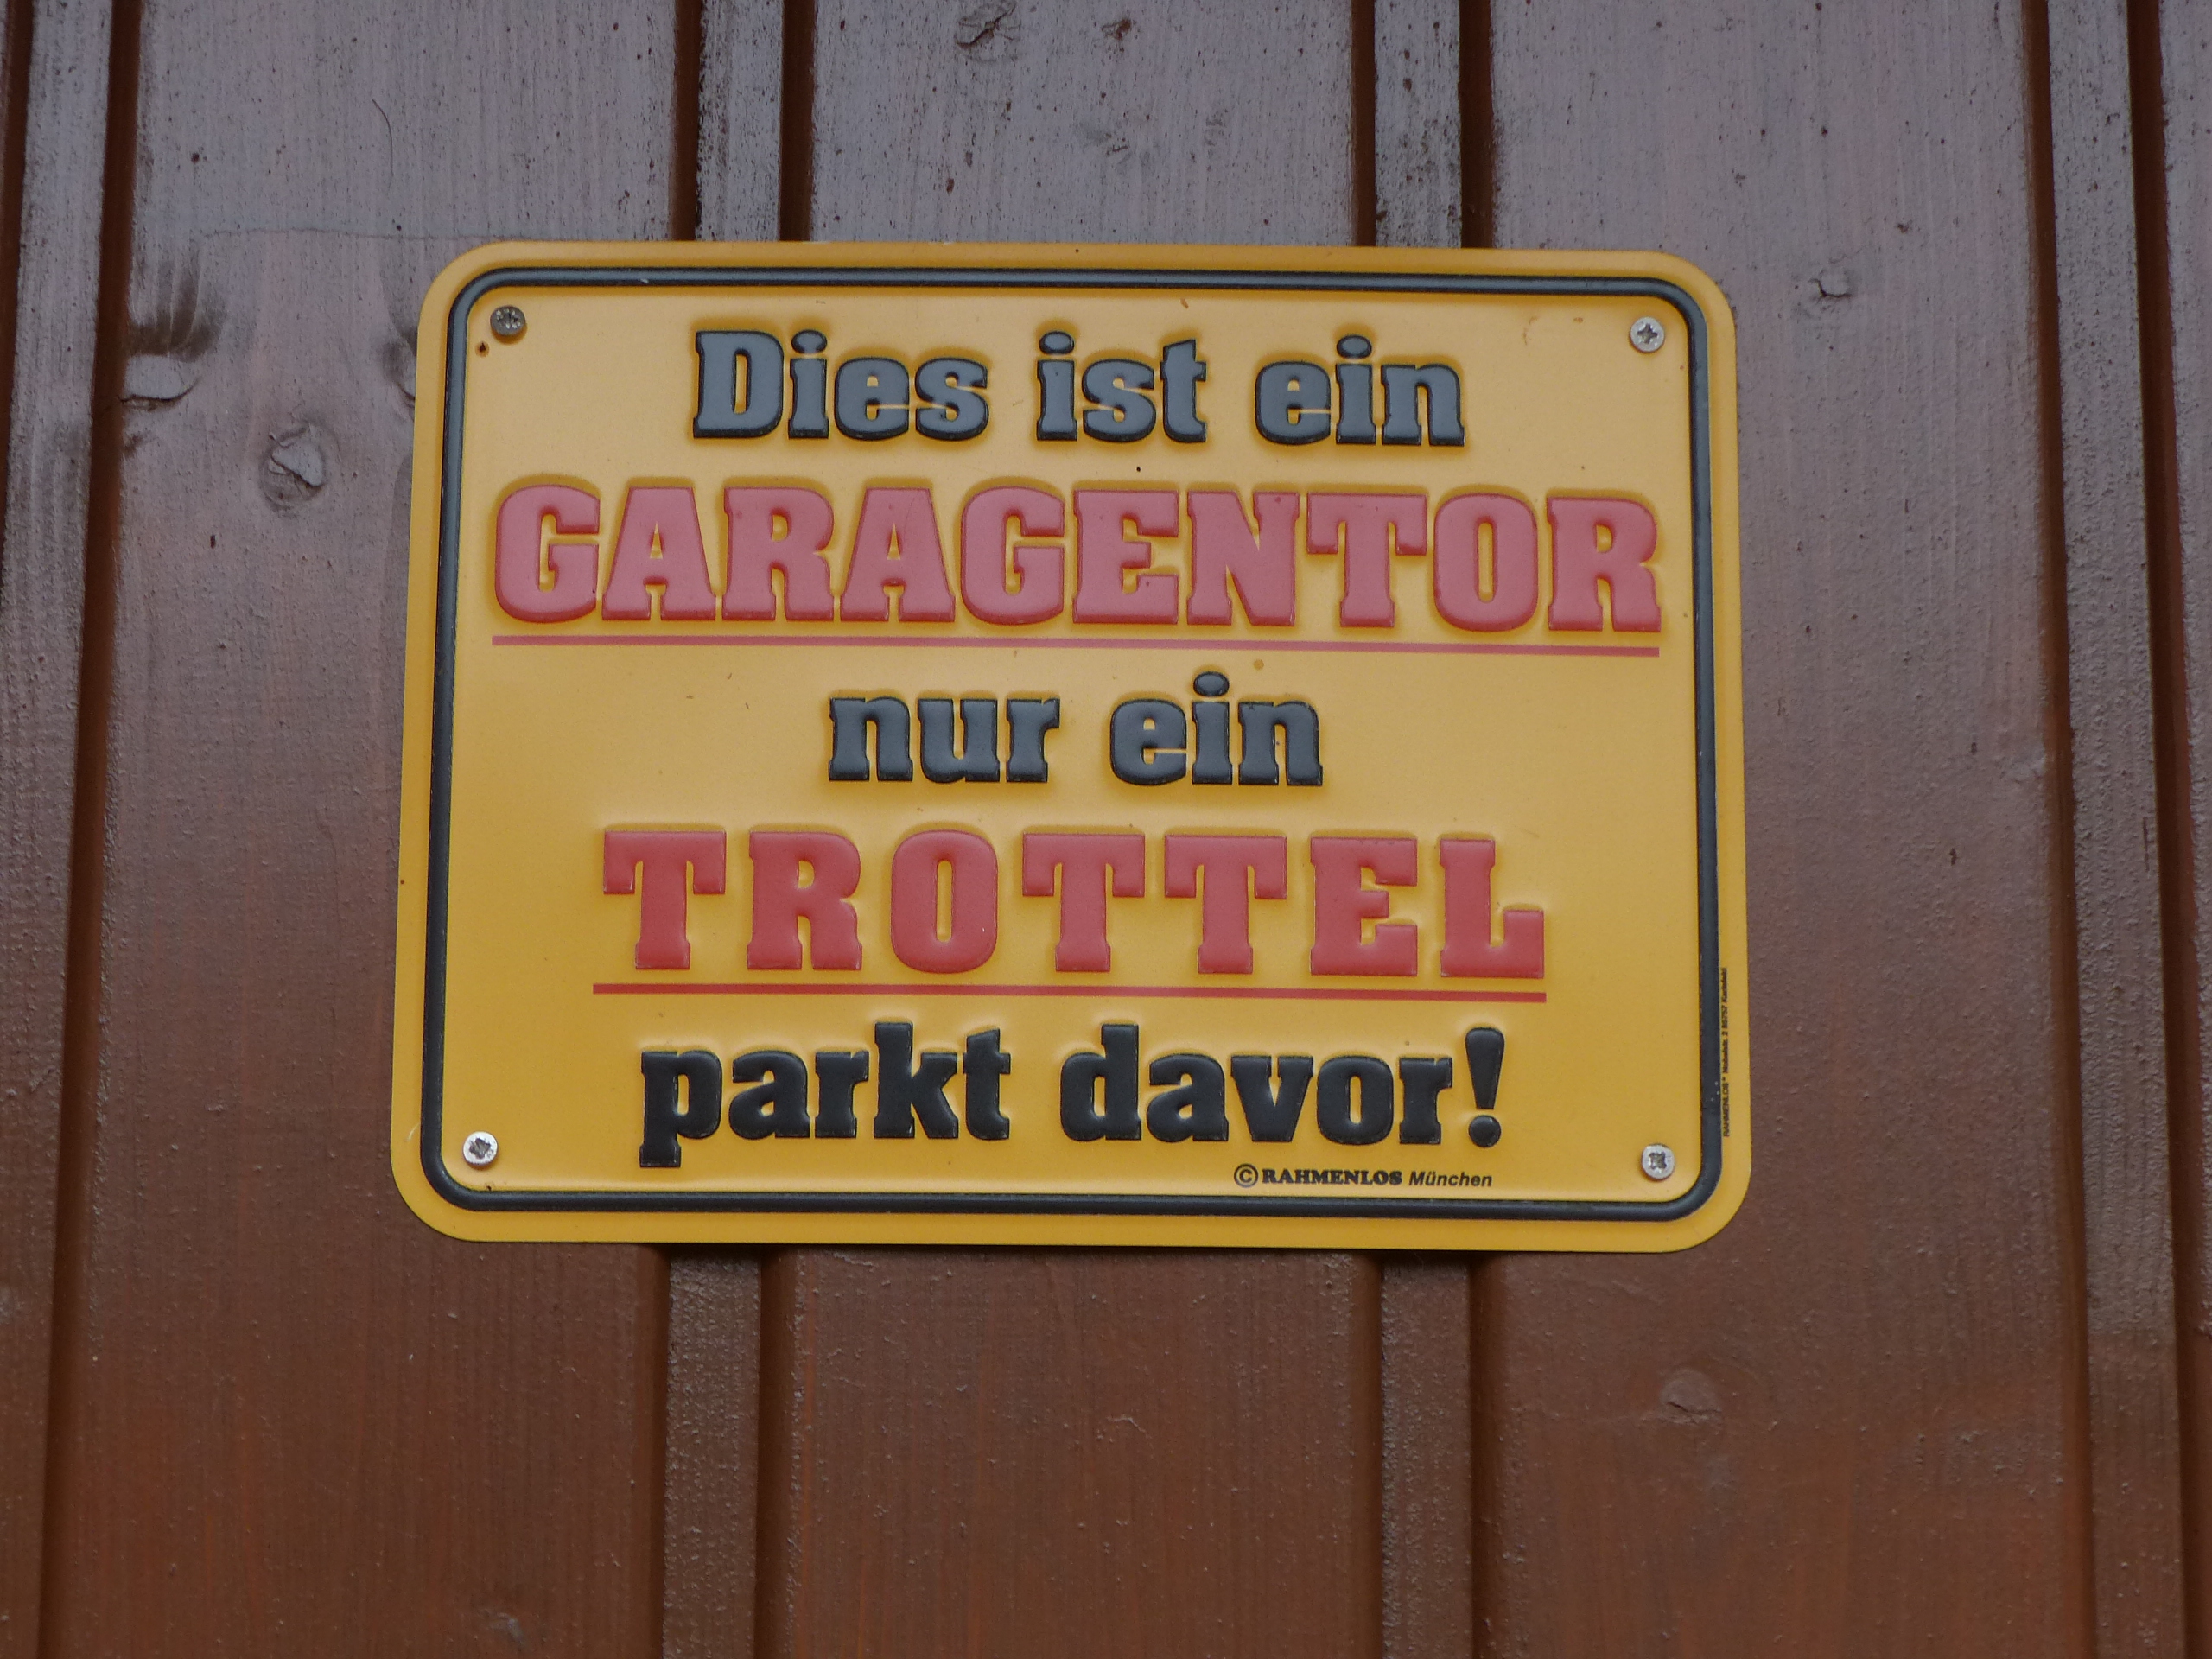 Dies ist ein
GARAGENTOR
nur ein
TROTTEL
parkt davor!
©RAHMENLOS München